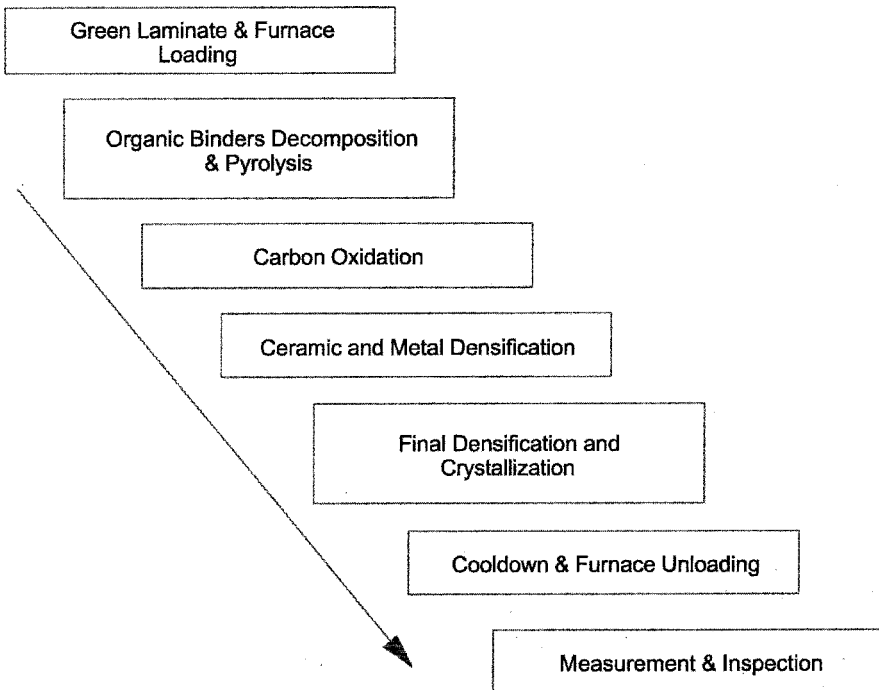 Green Laminate & Furnace
Loading
Organic Binders Decomposition
& Pyrolysis
Carbon Oxidation
Ceramic and Metal Densification
Final Densification and
Crystallization
Cooldown & Furnace Unloading
Measurement & Inspection